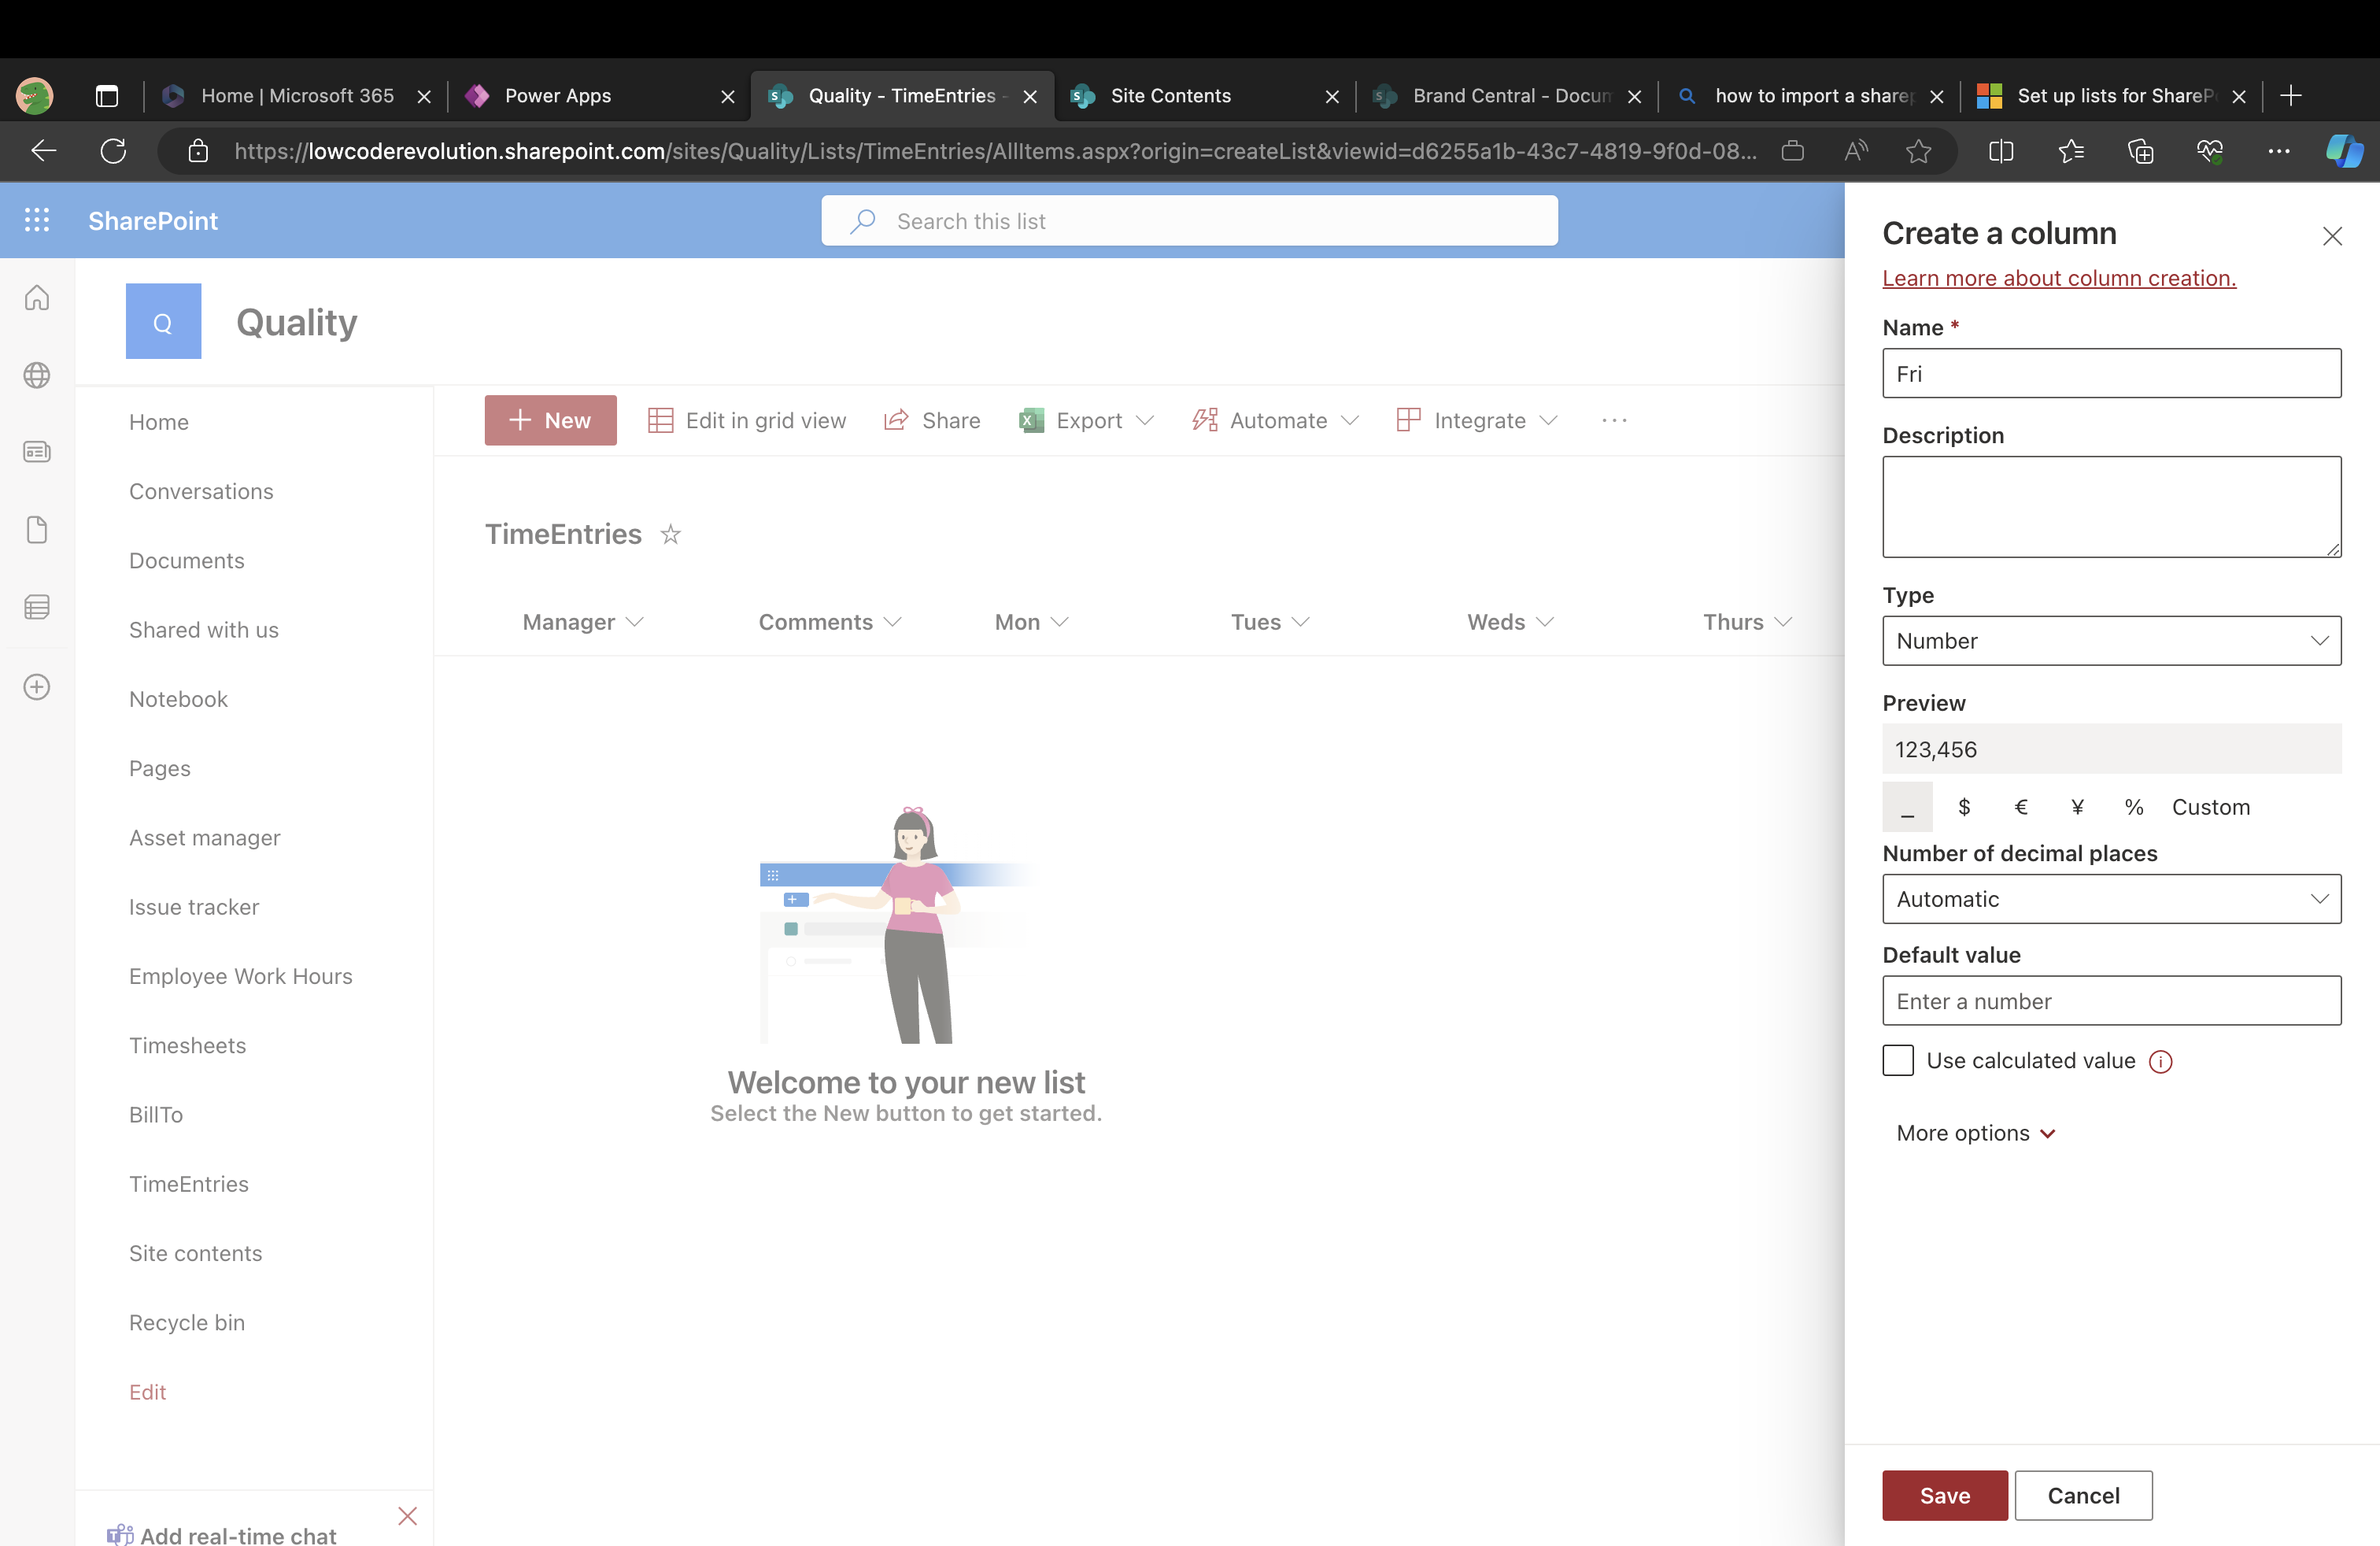 Home | Microsoft 365
Power Apps
Quality - TimeEntries -
Site Contents
Brand Central - Docum
how to import a sharep
Set up lists for ShareP
https://lowcoderevolution.sharepoint.com/sites/Quality/Lists/TimeEntries/AllItems.aspx?origin=createList&viewid=d6255a1b-43c7-4819-9f0d-08...
SharePoint
Search this list
Q
Quality
Home
Conversations
Documents
Shared with us
Notebook
Pages
Asset manager
Issue tracker
Employee Work Hours
Timesheets
BillTo
TimeEntries
Site contents
Recycle bin
Edit
Add real-time chat
New
Edit in grid view
Share
Export
Automate
Integrate
TimeEntries
Manager
Comments
Mon
Tues
Weds
Thurs
Welcome to your new list
Select the New button to get started.
Create a column
Learn more about column creation.
Name *
Fri
Description
Type
Number
Preview
123,456
_ $ € ¥ % Custom
Number of decimal places
Automatic
Default value
Enter a number
Use calculated value
More options
Save
Cancel